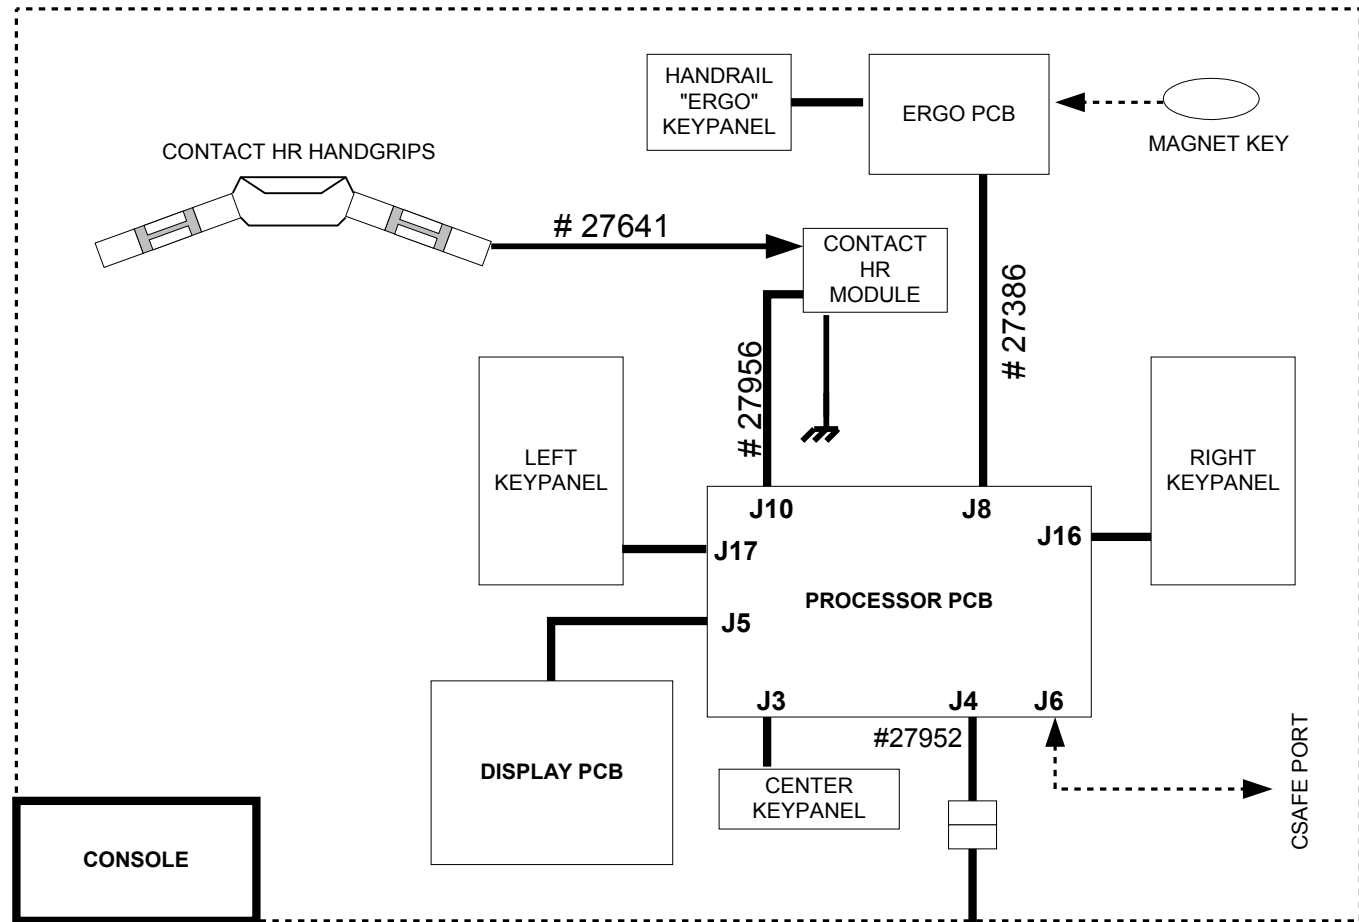 HANDRAIL
"ERGO"
KEYPANEL
ERGO PCB
MAGNET KEY
CONTACT HR HANDGRIPS
# 27641
CONTACT
HR
MODULE
# 27386
# 27956
LEFT
KEYPANEL
RIGHT
KEYPANEL
J10
J8
J17
J16
PROCESSOR PCB
J5
J3
J4
J6
#27952
DISPLAY PCB
CENTER
KEYPANEL
CSAFE PORT
CONSOLE